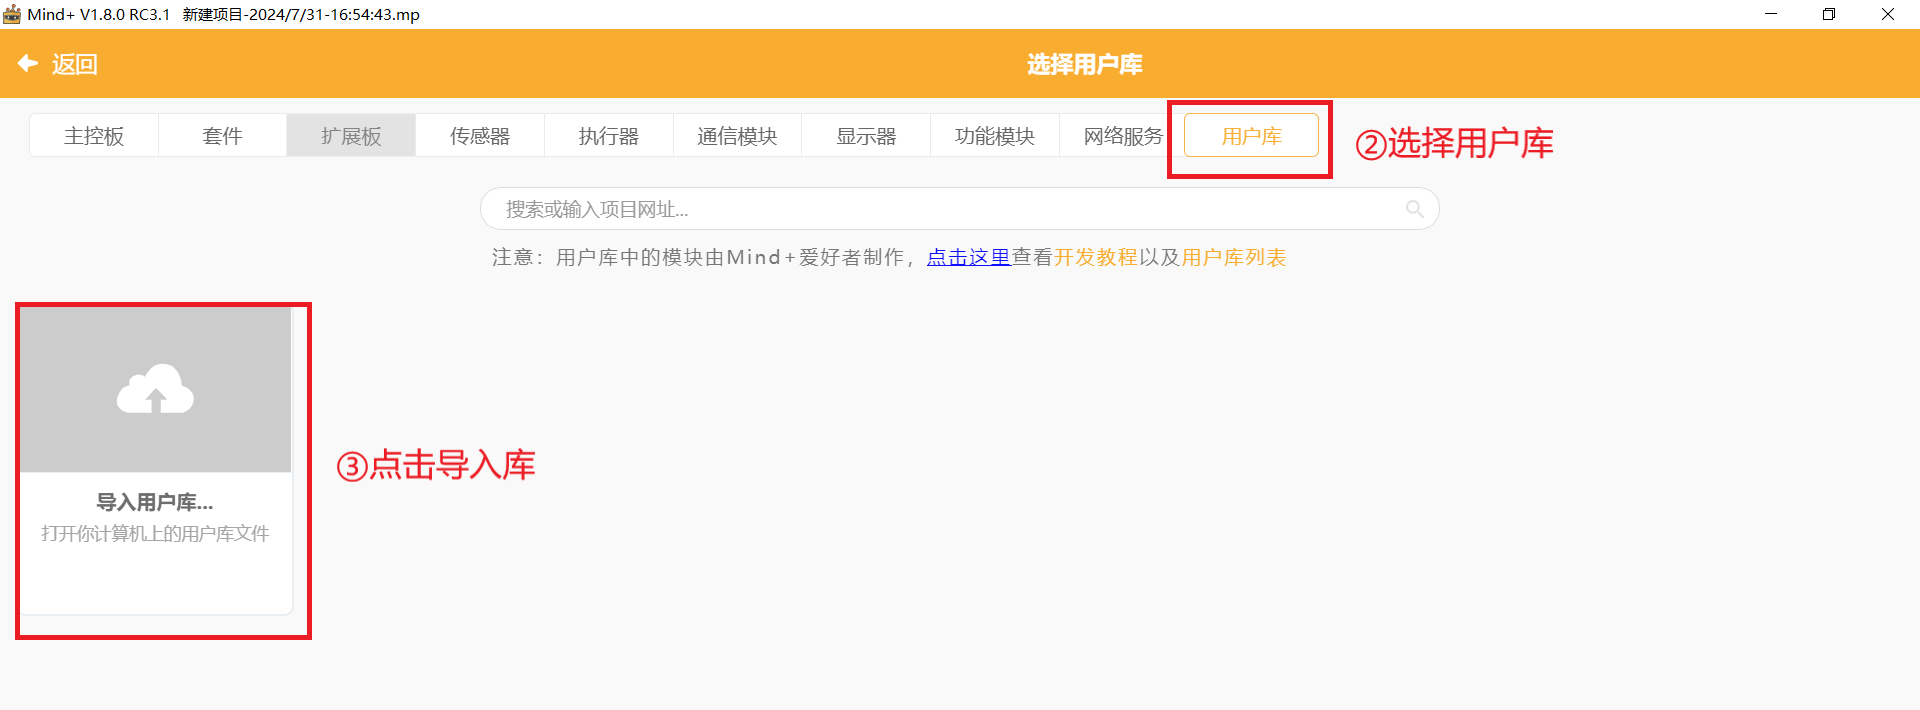 Mind+ V1.8.0 RC3.1 新建项目-2024/7/31-16:54:43.mp
返回 选择用户库
主控板 套件 扩展板 传感器 执行器 通信模块 显示器 功能模块 网络服务 用户库 ②选择用户库
搜索或输入项目网址...
注意：用户库中的模块由Mind+爱好者制作，点击这里查看开发教程以及用户库列表
③点击导入库
导入用户库...
打开你计算机上的用户库文件